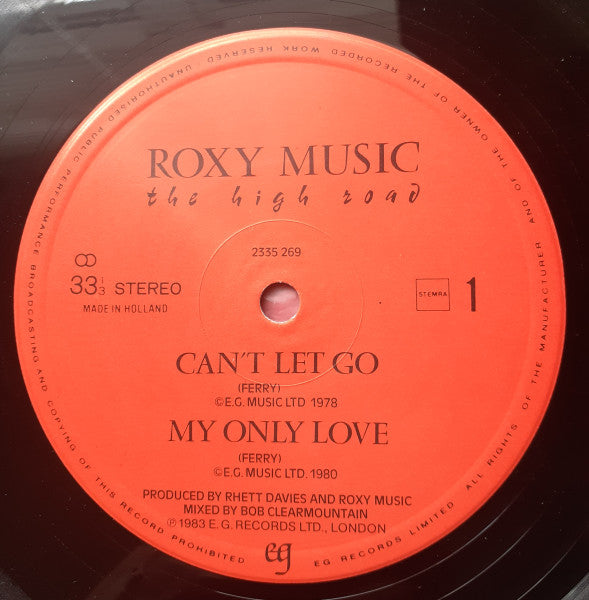 ROXY MUSIC
the high road
2335 269
33 1/3 STEREO
MADE IN HOLLAND
STEMRA
1
CAN'T LET GO
(FERRY)
© E.G. MUSIC LTD 1978
MY ONLY LOVE
(FERRY)
© E.G. MUSIC LTD. 1980
PRODUCED BY RHETT DAVIES AND ROXY MUSIC
MIXED BY BOB CLEARMOUNTAIN
℗ 1983 E.G. RECORDS LTD., LONDON
eg
EG RECORDS LIMITED ALL RIGHTS OF THE MANUFACTURER AND OF THE OWNER OF THE RECORDED WORK RESERVED. UNAUTHORISED PUBLIC PERFORMANCE BROADCASTING AND COPYING OF THIS RECORD PROHIBITED